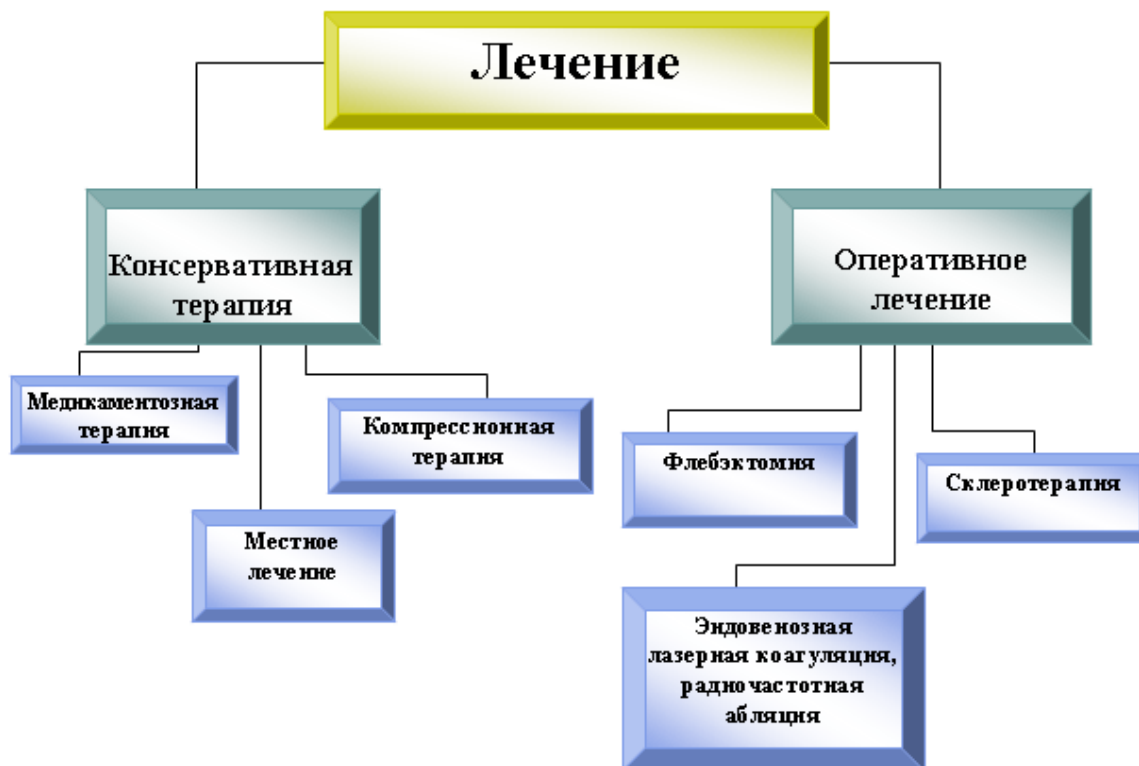 Лечение
Консервативная
терапия
Оперативное
лечение
Медикаментозная
терапия
Компрессионная
терапия
Местное
лечение
Флебэктомия
Склеротерапия
Эндовенозная
лазерная коагуляция,
радиочастотная
абляция